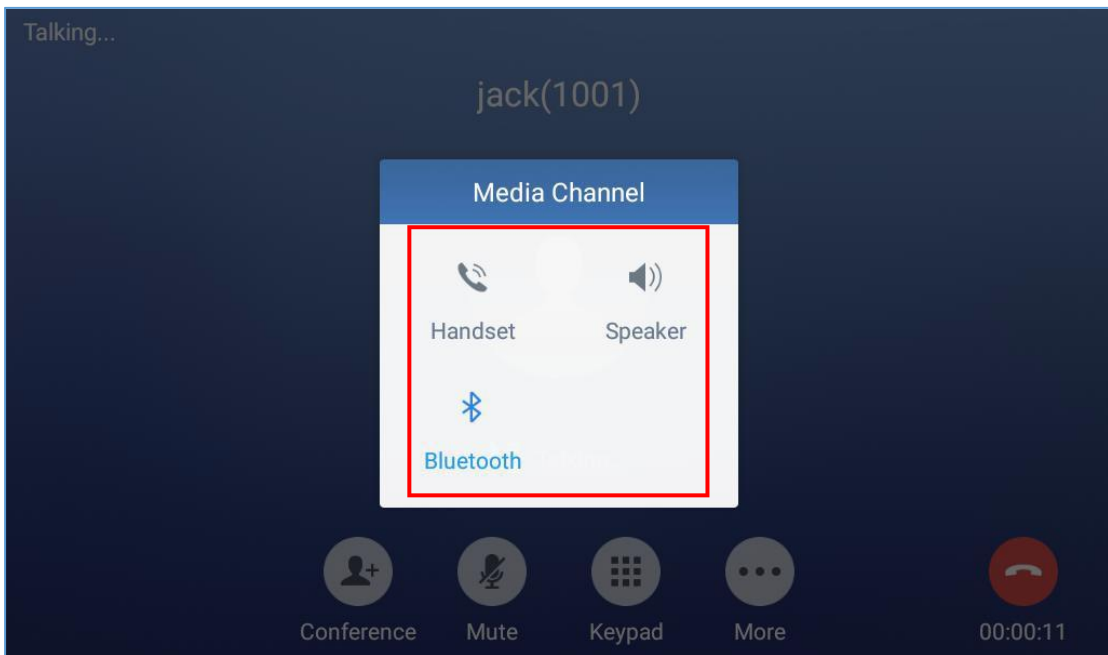 Talking...
jack(1001)
Media Channel
Handset Speaker
Bluetooth
Conference Mute Keypad More 00:00:11